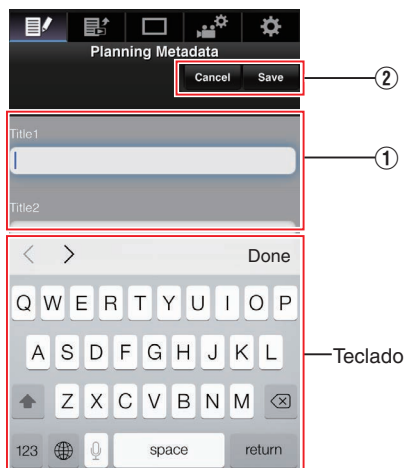 Planning Metadata
Cancel Save
②
Title1
①
Title2
Done
Q W E R T Y U I O P
A S D F G H J K L
Teclado
Z X C V B N M
123 space return